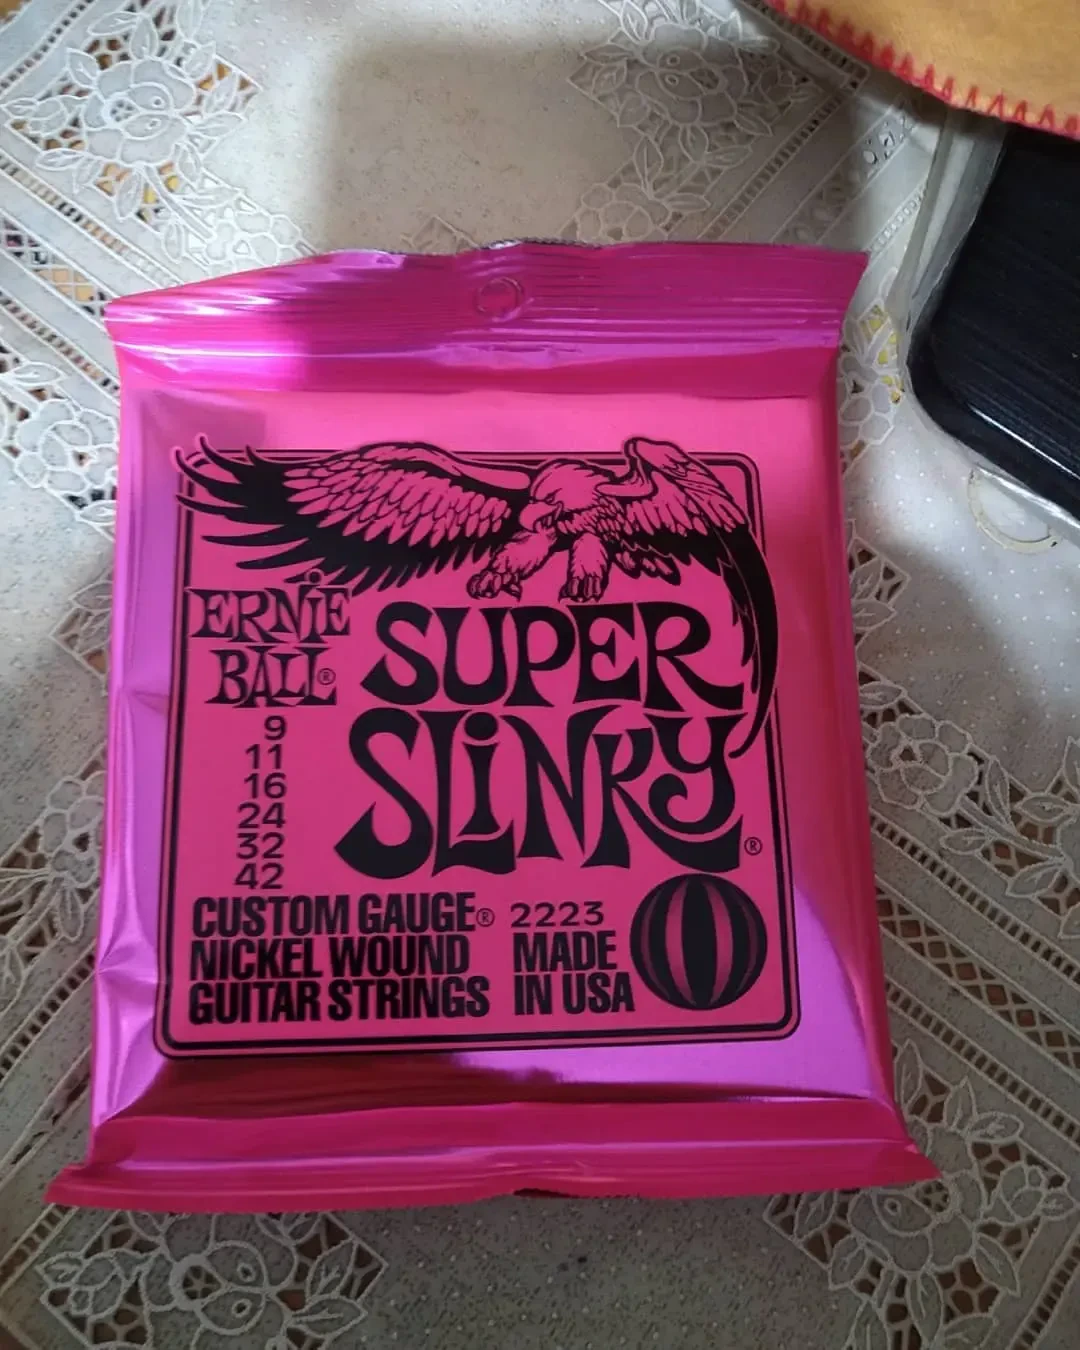 ERNiE
BALL®
SUPER
SLiNKY®
9
11
16
24
32
42
CUSTOM GAUGE® 2223
NICKEL WOUND MADE
GUITAR STRINGS IN USA